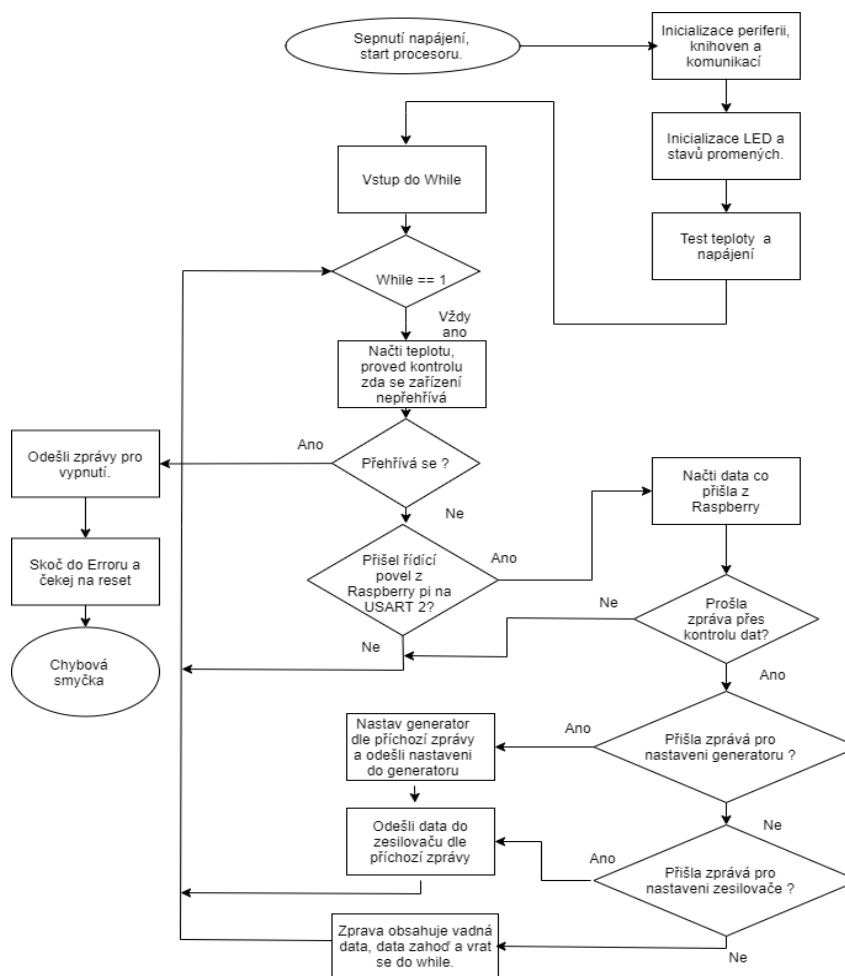 Sepnutí napájení,
start procesoru.
Inicializace periferii,
knihoven a
komunikací
Inicializace LED a
stavů promených.
Vstup do While
Test teploty a
napájení
While == 1
Vždy
ano
Načti teplotu,
proved kontrolu
zda se zařízení
nepřehřívá
Ano
Odešli zprávy pro
vypnutí.
Přehřívá se ?
Načti data co
přišla z
Raspberry
Ne
Skoč do Erroru a
čekej na reset
Přišel řídící
povel z
Raspberry pi na
USART 2?
Ano
Ne
Prošla
zpráva přes
kontrolu dat?
Ne
Chybová
smyčka
Ano
Nastav generator
dle příchozí zprávy
a odešli nastaveni
do generatoru
Ano
Přišla zprává pro
nastaveni generatoru ?
Ne
Odešli data do
zesilovaču dle
příchozí zprávy
Ano
Přišla zprává pro
nastaveni zesilovače ?
Zprava obsahuje vadná
data, data zahoď a vrat
se do while.
Ne